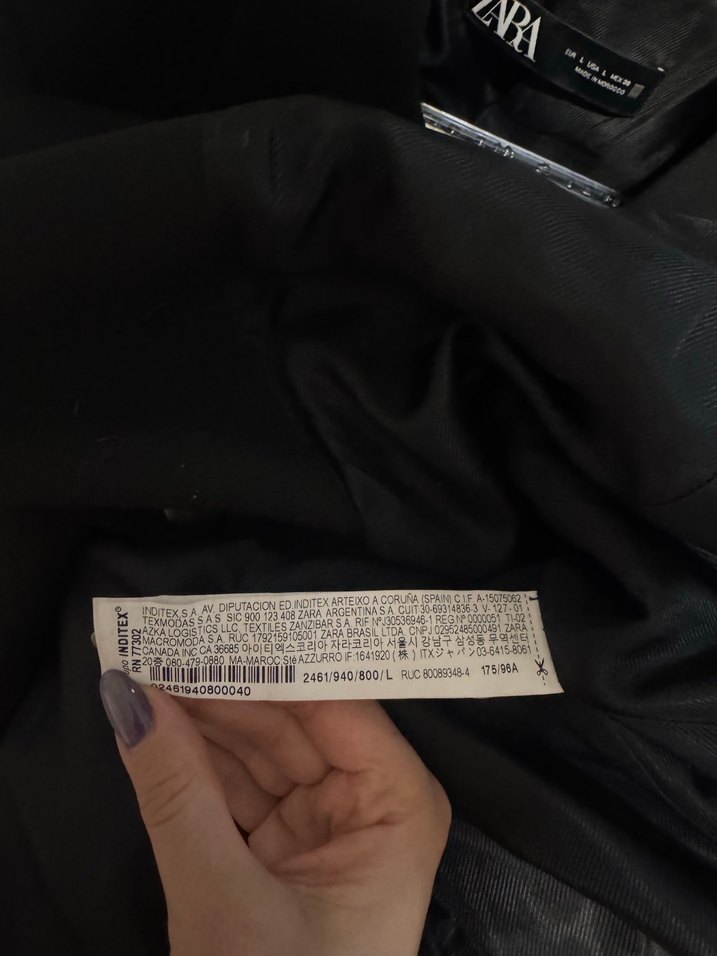 ZARA
EUR L USA L MEX 30
MADE IN MOROCCO
INDITEX®
RN 77302
INDITEX,S.A. AV. DIPUTACION ED INDITEX ARTEIXO A CORUÑA (SPAIN) C.I.F A-15075062
TEXMODAS S A S SIC 900 123 408 ZARA ARGENTINA S.A. CUIT:30-69314836-3 V- 127-01
AZKA LOGISTICS LLC, TEXTILES ZANZIBAR S.A. RIF NºJ30536946-1 REG Nº 0000051 TI-02
MACROMODA S.A. RUC 1792159105001 ZARA BRASIL LTDA. CNPJ 02952485000491 ZARA
CANADA INC CA 36685 아이티엑스코리아 자라코리아 서울시 강남구 삼성동 무역센타
20층 080-479-0880 MA-MAROC Sté AZZURRO IF 1641920 (株) ITXジャパン 03-6415-8061
2461/940/800/L RUC 80089348-4 175/96A
02461940800040